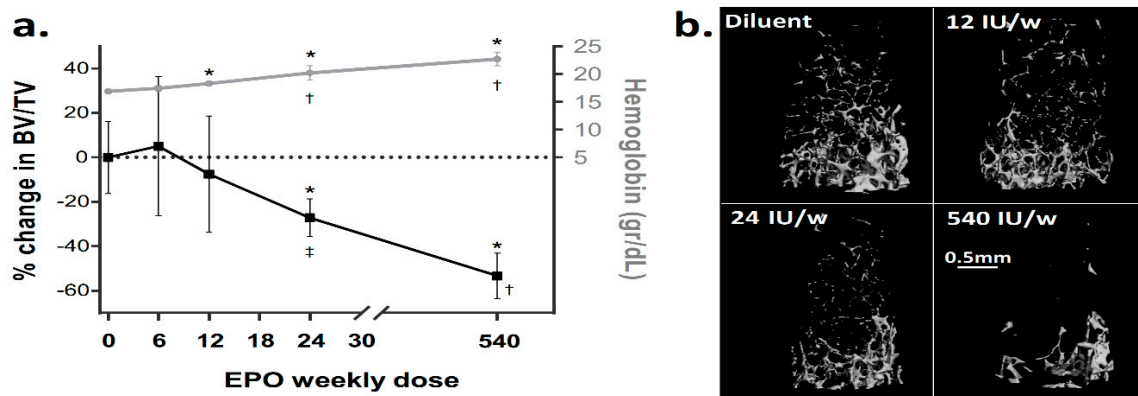 a.
% change in BV/TV
40
20
0
-20
-40
-60
* * *
† †
* *
‡ †
25
20
15
10
5
Hemoglobin (gr/dL)
0 6 12 18 24 30 540
EPO weekly dose
b.
Diluent
12 IU/w
24 IU/w
540 IU/w
0.5mm